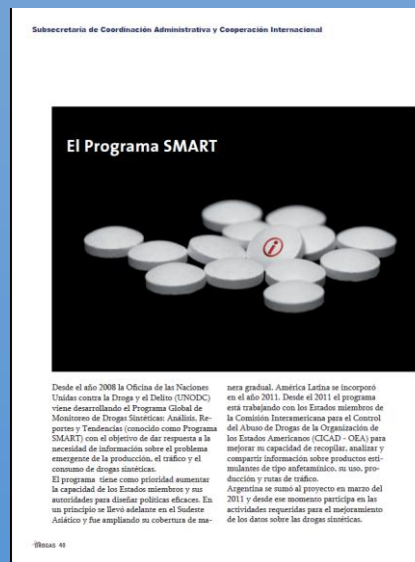 Subsecretaría de Coordinación Administrativa y Cooperación Internacional
El Programa SMART
i
Desde el año 2008 la Oficina de las Naciones
Unidas contra la Droga y el Delito (UNODC)
viene desarrollando el Programa Global de
Monitoreo de Drogas Sintéticas: Análisis, Re-
portes y Tendencias (conocido como Programa
SMART) con el objetivo de dar respuesta a la
necesidad de información sobre el problema
emergente de la producción, el tráfico y el
consumo de drogas sintéticas.
El programa tiene como prioridad aumentar
la capacidad de los Estados miembros y sus
autoridades para diseñar políticas eficaces. En
un principio se llevó adelante en el Sudeste
Asiático y fue ampliando su cobertura de ma-
nera gradual. América Latina se incorporó
en el año 2011. Desde el 2011 el programa
está trabajando con los Estados miembros de
la Comisión Interamericana para el Control
del Abuso de Drogas de la Organización de
los Estados Americanos (CICAD - OEA) para
mejorar su capacidad de recopilar, analizar y
compartir información sobre productos esti-
mulantes de tipo anfetamínico, su uso, pro-
ducción y rutas de tráfico.
Argentina se sumó al proyecto en marzo del
2011 y desde ese momento participa en las
actividades requeridas para el mejoramiento
de los datos sobre las drogas sintéticas.
DROGAS 48